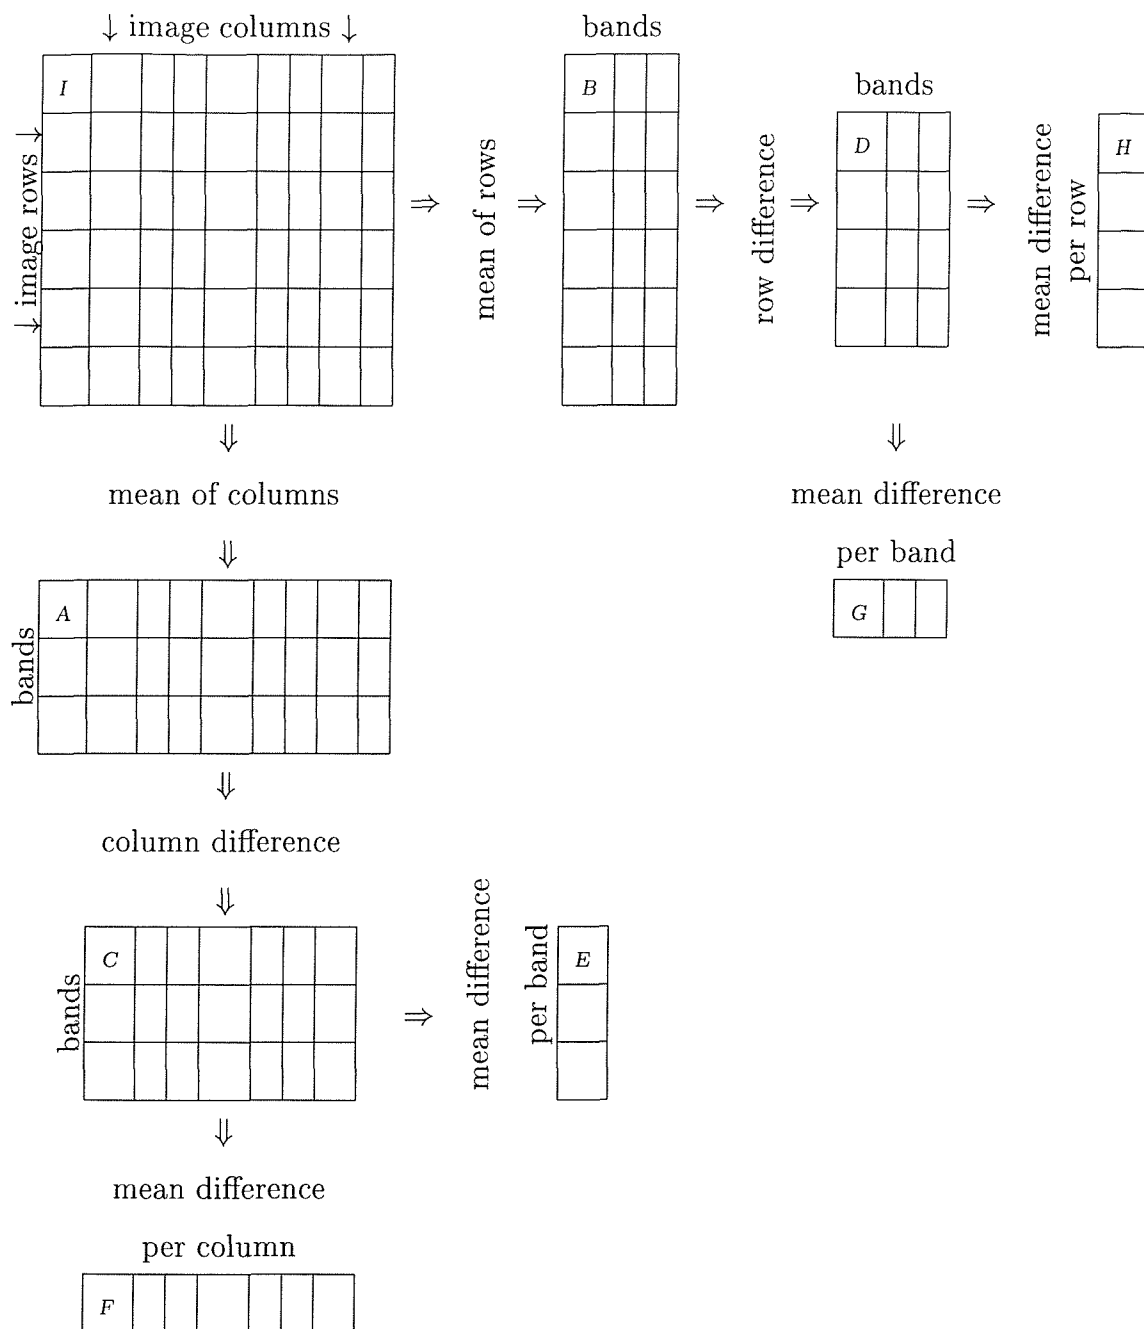 ↓ image columns ↓
bands
bands
I
B
D
H
↓ image rows ↓
⇒
mean of rows
⇒
⇒
row difference
⇒
⇒
mean difference
per row
⇓
⇓
mean of columns
mean difference
⇓
per band
bands
A
G
⇓
column difference
⇓
bands
C
⇒
mean difference
per band
E
⇓
mean difference
per column
F